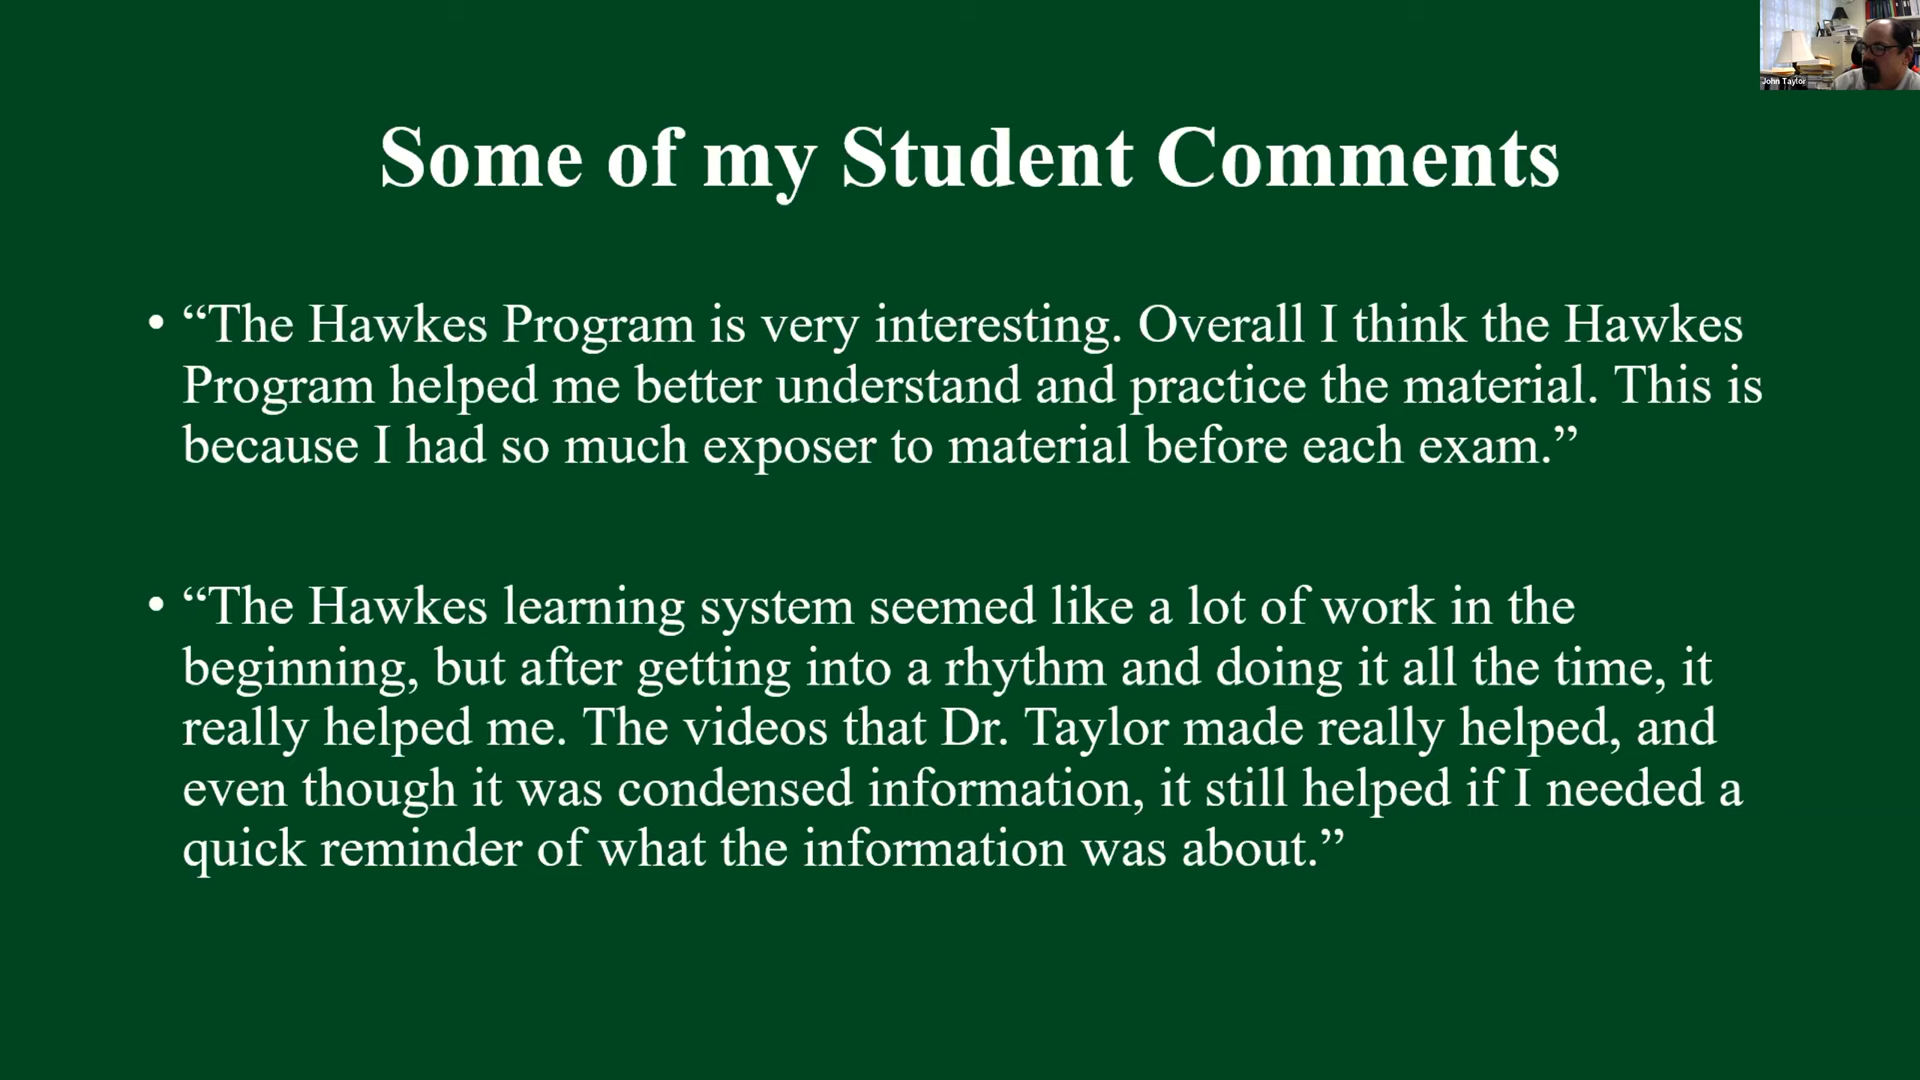 John Taylor
Some of my Student Comments
• “The Hawkes Program is very interesting. Overall I think the Hawkes
Program helped me better understand and practice the material. This is
because I had so much exposer to material before each exam.”
• “The Hawkes learning system seemed like a lot of work in the
beginning, but after getting into a rhythm and doing it all the time, it
really helped me. The videos that Dr. Taylor made really helped, and
even though it was condensed information, it still helped if I needed a
quick reminder of what the information was about.”